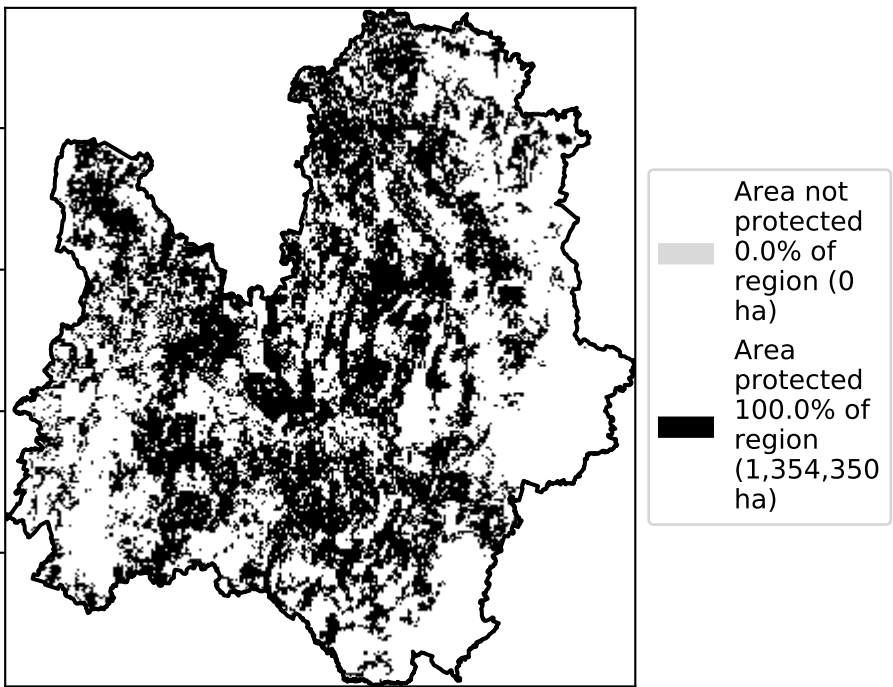 Area not
protected
0.0% of
region (0
ha)
Area
protected
100.0% of
region
(1,354,350
ha)